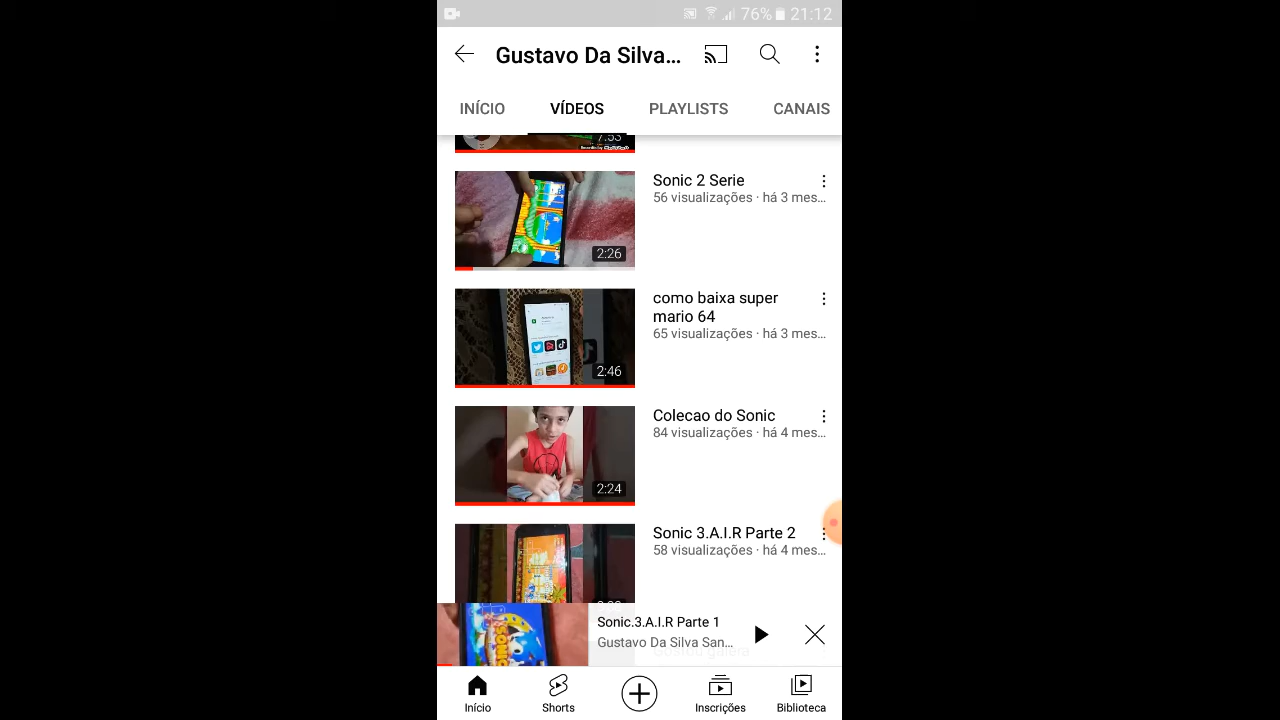 76% 21:12
Gustavo Da Silva...
INÍCIO VÍDEOS PLAYLISTS CANAIS
7:53
Sonic 2 Serie
56 visualizações · há 3 mes...
2:26
como baixa super
mario 64
65 visualizações · há 3 mes...
2:46
Colecao do Sonic
84 visualizações · há 4 mes...
2:24
Sonic 3.A.I.R Parte 2
58 visualizações · há 4 mes...
Sonic.3.A.I.R Parte 1
Gustavo Da Silva San...
SONIC
Início Shorts Inscrições Biblioteca